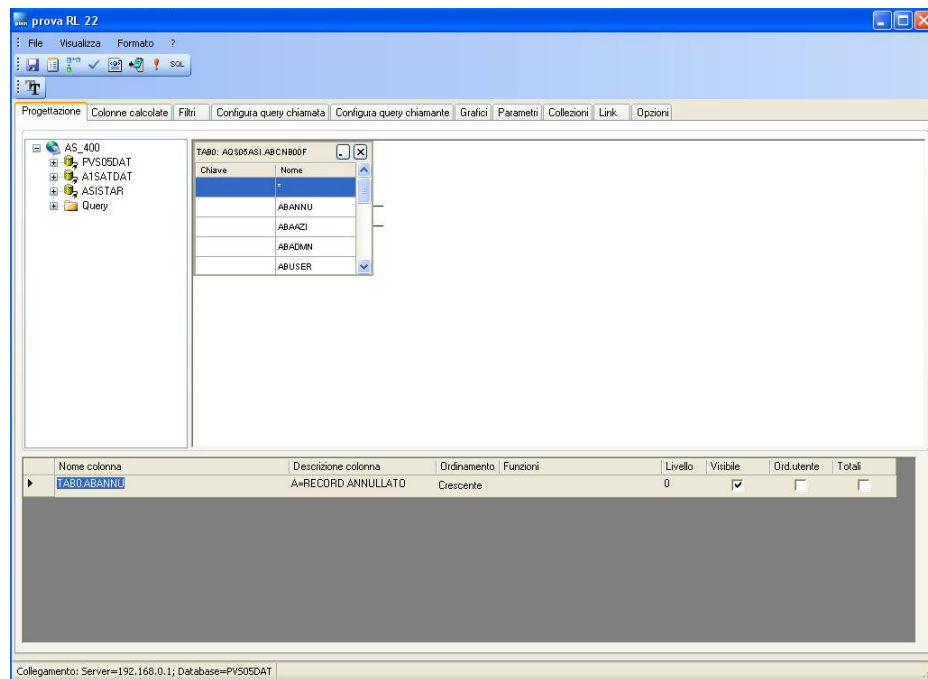 prova RL 22
File Visualizza Formato ?
SQL
Progettazione Colonne calcolate Filtri Configura query chiamata Configura query chiamante Grafici Parametri Collezioni Link Opzioni
AS_400
PVS05DAT
A1SATDAT
ASISTAR
Query
TAB0: AQS05ASI.ABCNB00F
Chiave Nome
*
ABANNU
ABAAZI
ABADMN
ABUSER
Nome colonna Descrizione colonna Ordinamento Funzioni Livello Visibile Ord.utente Totali
TAB0.ABANNU A=RECORD ANNULLATO Crescente 0
Collegamento: Server=192.168.0.1; Database=PVS05DAT